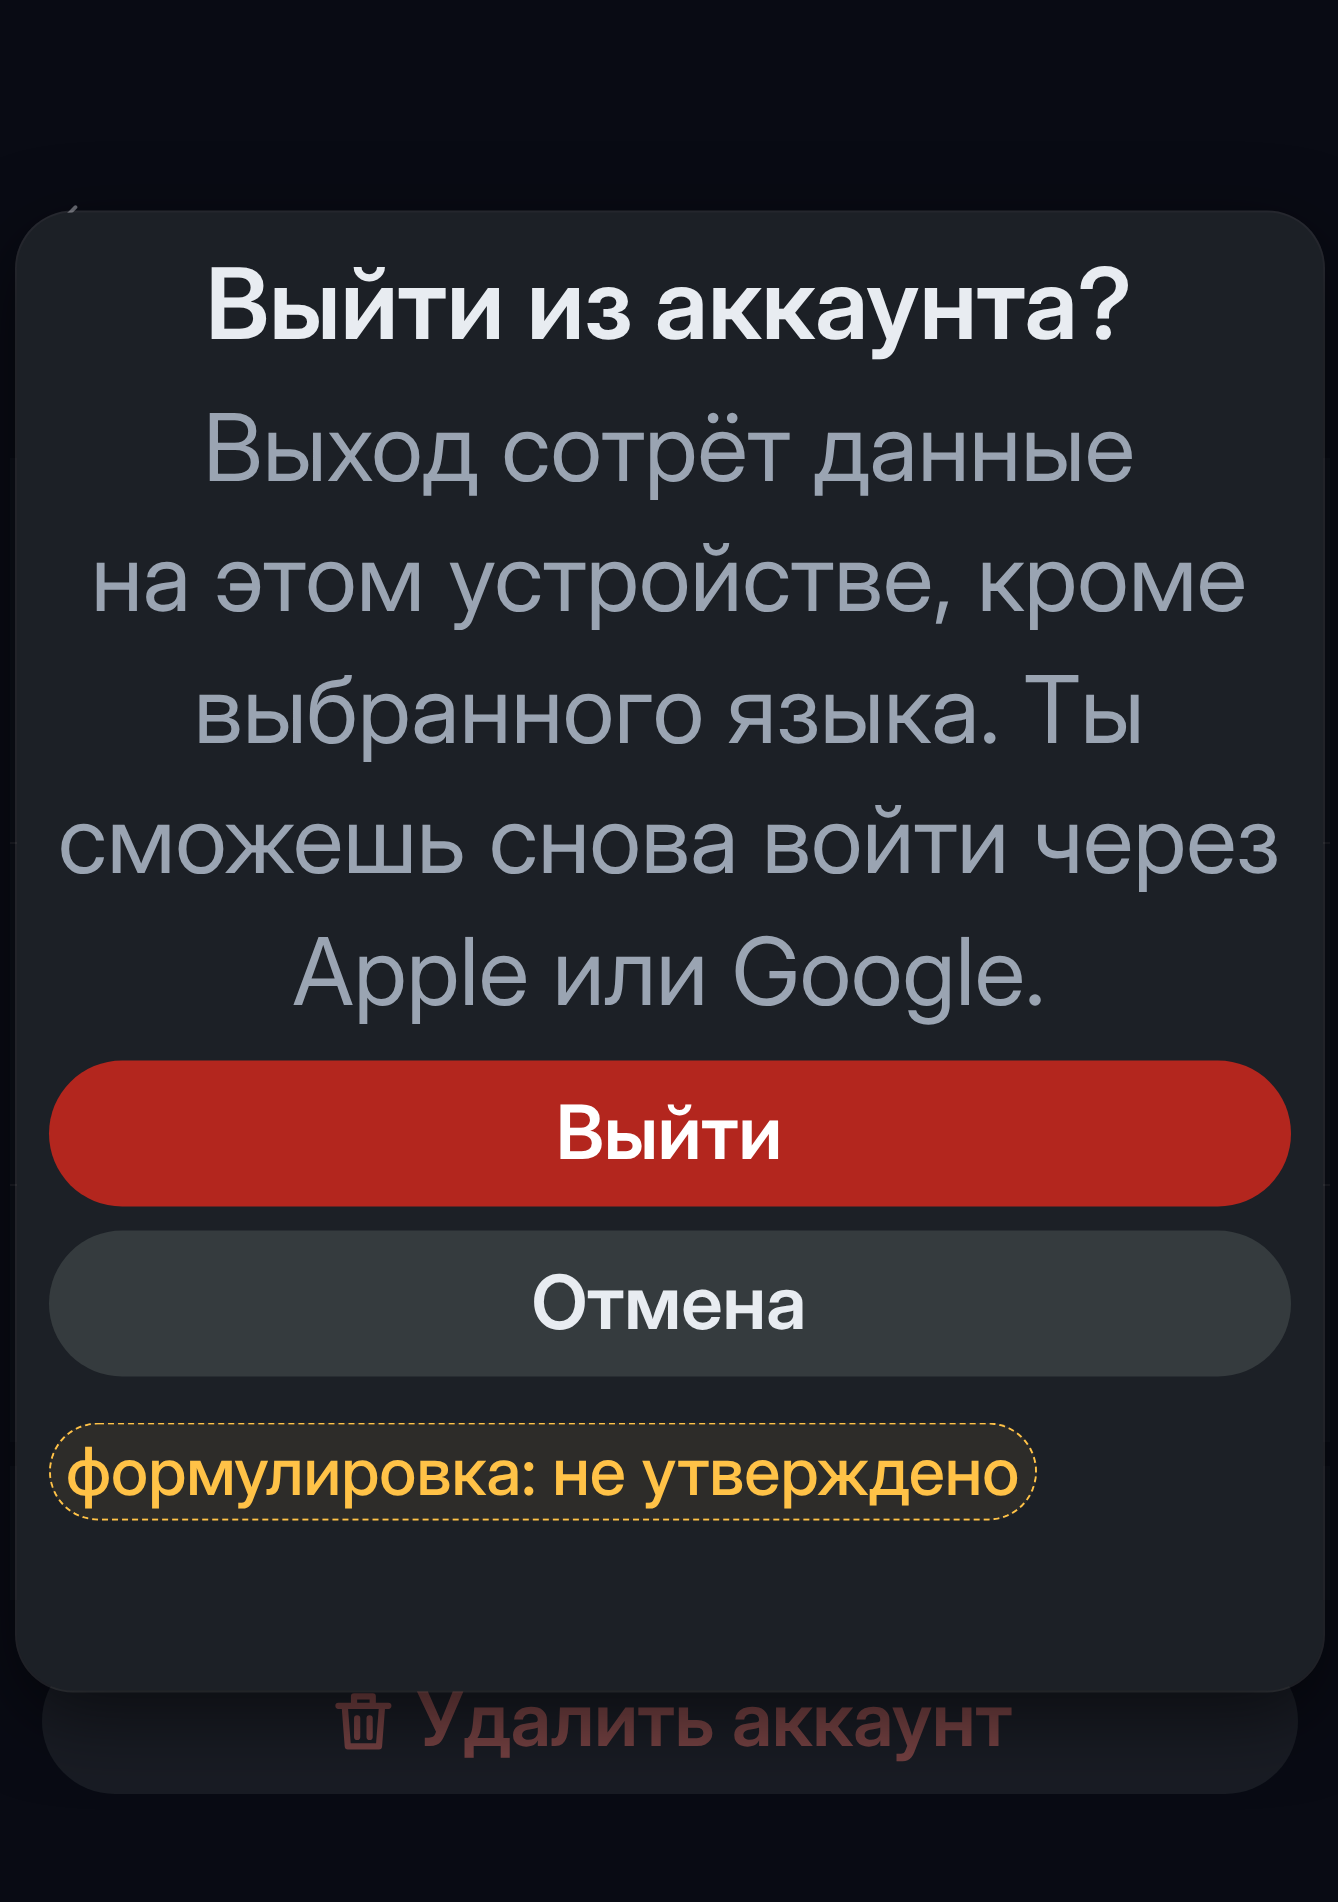 Выйти из аккаунта?
Выход сотрёт данные
на этом устройстве, кроме
выбранного языка. Ты
сможешь снова войти через
Apple или Google.
Выйти
Отмена
формулировка: не утверждено
Удалить аккаунт